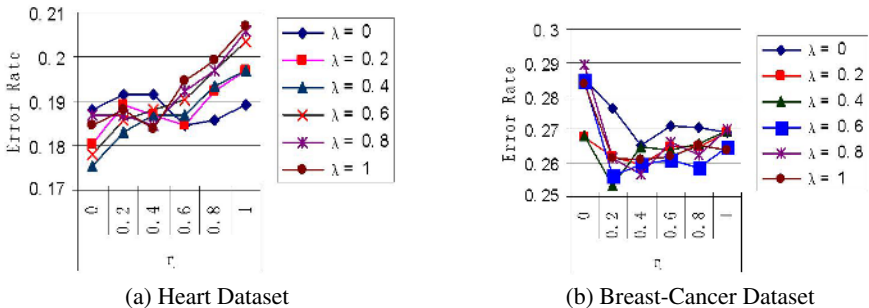 0.21
0.2
0.19
0.18
0.17
Error Rate
0 0.2 0.4 0.6 0.8 1
η
λ = 0
λ = 0.2
λ = 0.4
λ = 0.6
λ = 0.8
λ = 1
(a) Heart Dataset
0.3
0.29
0.28
0.27
0.26
0.25
Error Rate
0 0.2 0.4 0.6 0.8 1
η
λ = 0
λ = 0.2
λ = 0.4
λ = 0.6
λ = 0.8
λ = 1
(b) Breast-Cancer Dataset